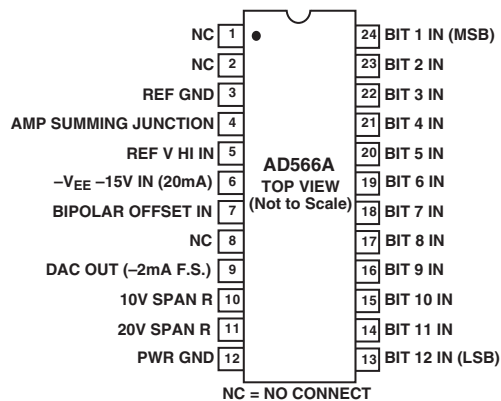 NC 1 24 BIT 1 IN (MSB)
NC 2 23 BIT 2 IN
REF GND 3 22 BIT 3 IN
AMP SUMMING JUNCTION 4 21 BIT 4 IN
REF V HI IN 5 20 BIT 5 IN
AD566A
–VEE –15V IN (20mA) 6 19 BIT 6 IN
TOP VIEW
(Not to Scale)
BIPOLAR OFFSET IN 7 18 BIT 7 IN
NC 8 17 BIT 8 IN
DAC OUT (–2mA F.S.) 9 16 BIT 9 IN
10V SPAN R 10 15 BIT 10 IN
20V SPAN R 11 14 BIT 11 IN
PWR GND 12 13 BIT 12 IN (LSB)
NC = NO CONNECT